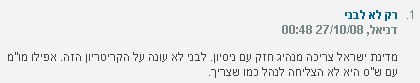 1. רק לא לבני
דניאל, 27/10/08 00:48
מדינת ישראל צריכה מנהיג חזק עם ניסיון. לבני לא עונה על הקריטריון הזה. אפילו מו"מ
עם ש"ס היא לא הצליחה לנהל כמו שצריך.